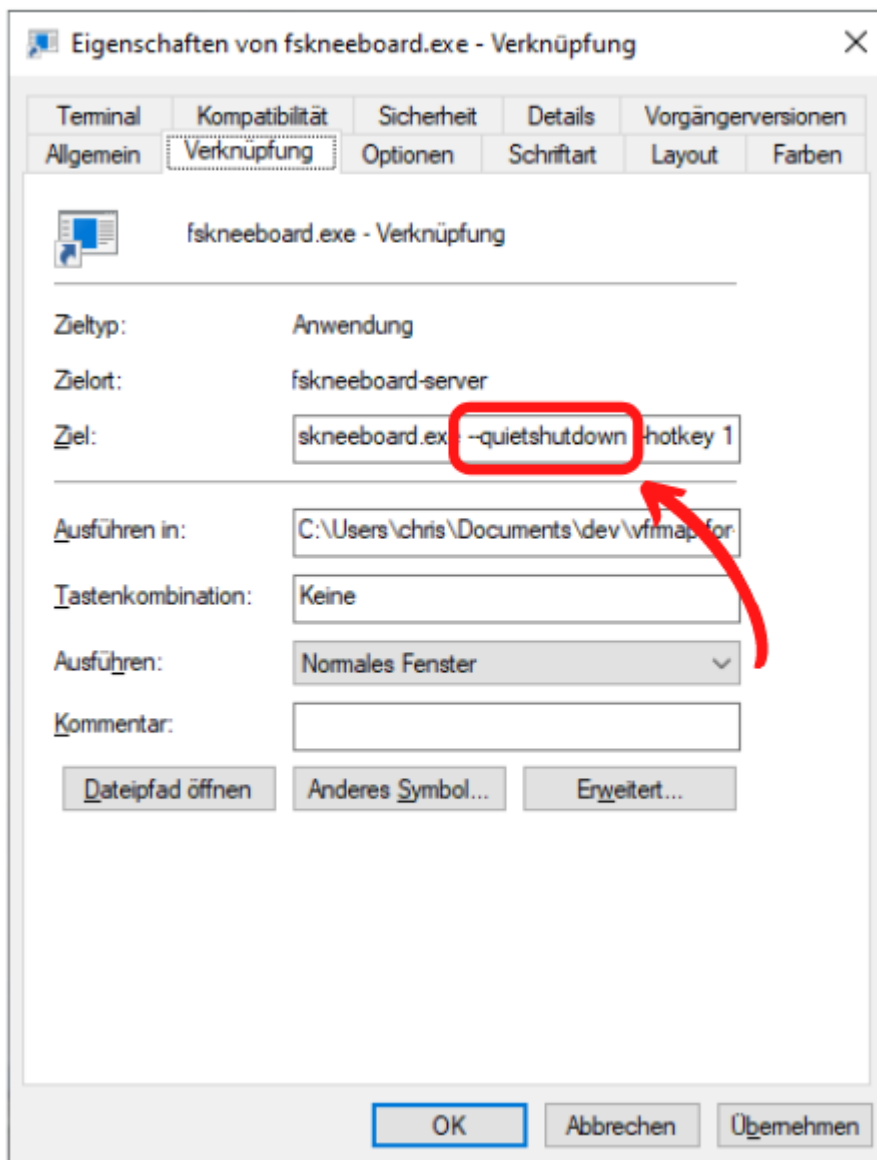 Eigenschaften von fskneeboard.exe - Verknüpfung
Terminal Kompatibilität Sicherheit Details Vorgängerversionen
Allgemein Verknüpfung Optionen Schriftart Layout Farben
fskneeboard.exe - Verknüpfung
Zieltyp: Anwendung
Zielort: fskneeboard-server
Ziel: skneeboard.exe --quietshutdown --hotkey 1
Ausführen in: C:\Users\chris\Documents\dev\vfrmap-for-
Tastenkombination: Keine
Ausführen: Normales Fenster
Kommentar:
Dateipfad öffnen Anderes Symbol... Erweitert...
OK Abbrechen Übernehmen